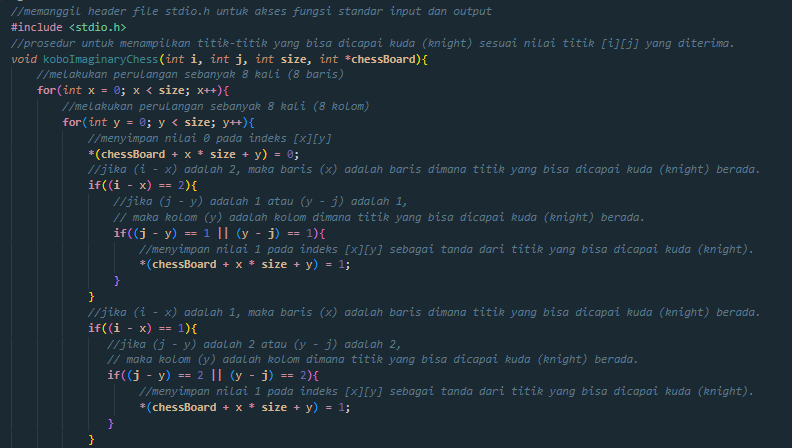 //memanggil header file stdio.h untuk akses fungsi standar input dan output
#include <stdio.h>
//prosedur untuk menampilkan titik-titik yang bisa dicapai kuda (knight) sesuai nilai titik [i][j] yang diterima.
void koboImaginaryChess(int i, int j, int size, int *chessBoard){
//melakukan perulangan sebanyak 8 kali (8 baris)
for(int x = 0; x < size; x++){
//melakukan perulangan sebanyak 8 kali (8 kolom)
for(int y = 0; y < size; y++){
//menyimpan nilai 0 pada indeks [x][y]
*(chessBoard + x * size + y) = 0;
//jika (i - x) adalah 2, maka baris (x) adalah baris dimana titik yang bisa dicapai kuda (knight) berada.
if((i - x) == 2){
//jika (j - y) adalah 1 atau (y - j) adalah 1,
// maka kolom (y) adalah kolom dimana titik yang bisa dicapai kuda (knight) berada.
if((j - y) == 1 || (y - j) == 1){
//menyimpan nilai 1 pada indeks [x][y] sebagai tanda dari titik yang bisa dicapai kuda (knight).
*(chessBoard + x * size + y) = 1;
}
}
//jika (i - x) adalah 1, maka baris (x) adalah baris dimana titik yang bisa dicapai kuda (knight) berada.
if((i - x) == 1){
//jika (j - y) adalah 2 atau (y - j) adalah 2,
// maka kolom (y) adalah kolom dimana titik yang bisa dicapai kuda (knight) berada.
if((j - y) == 2 || (y - j) == 2){
//menyimpan nilai 1 pada indeks [x][y] sebagai tanda dari titik yang bisa dicapai kuda (knight).
*(chessBoard + x * size + y) = 1;
}
}